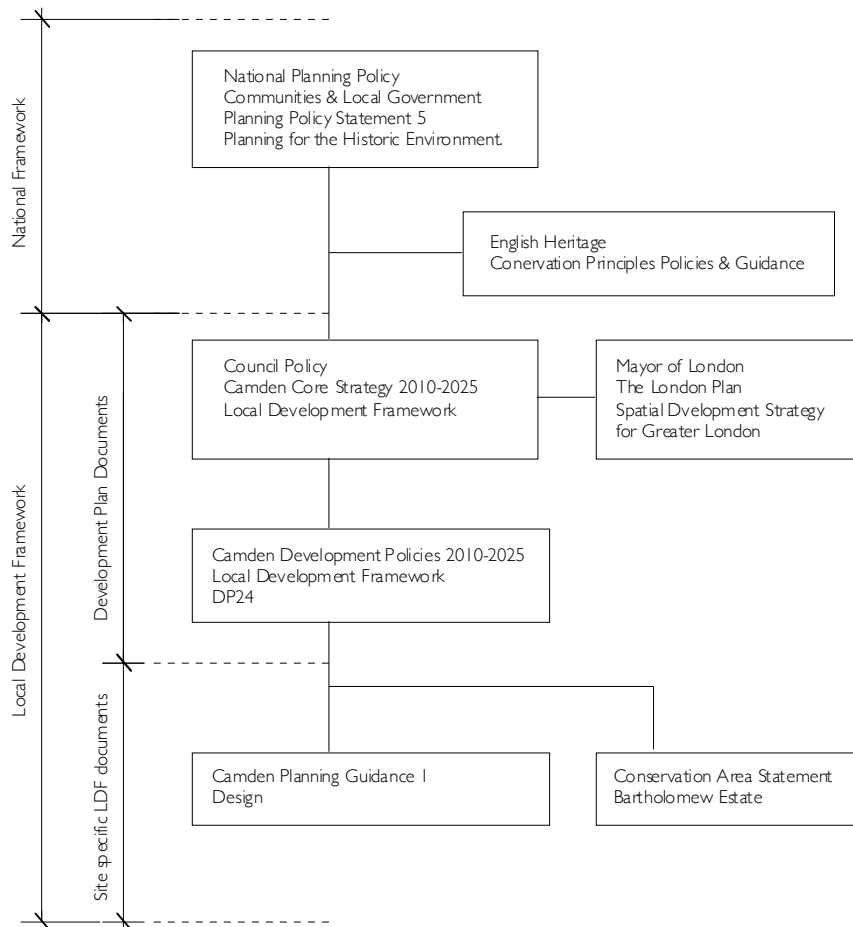 National Framework
National Planning Policy
Communities & Local Government
Planning Policy Statement 5
Planning for the Historic Environment.
English Heritage
Conervation Principles Policies & Guidance
Local Development Framework
Development Plan Documents
Council Policy
Camden Core Strategy 2010-2025
Local Development Framework
Mayor of London
The London Plan
Spatial Dvelopment Strategy
for Greater London
Camden Development Policies 2010-2025
Local Development Framework
DP24
Site specific LDF documents
Camden Planning Guidance 1
Design
Conservation Area Statement
Bartholomew Estate